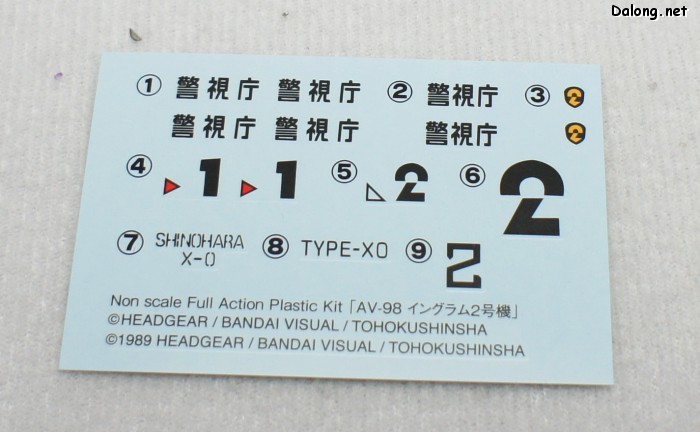 Dalong.net
① 警視庁 警視庁 ② 警視庁 ③ 2
警視庁 警視庁 警視庁 2
④ 1 1 ⑤ 2 ⑥ 2
⑦ SHINOHARA X-0 ⑧ TYPE-X0 ⑨ 2
Non scale Full Action Plastic Kit「AV-98 イングラム2号機」
©HEADGEAR / BANDAI VISUAL / TOHOKUSHINSHA
©1989 HEADGEAR / BANDAI VISUAL / TOHOKUSHINSHA